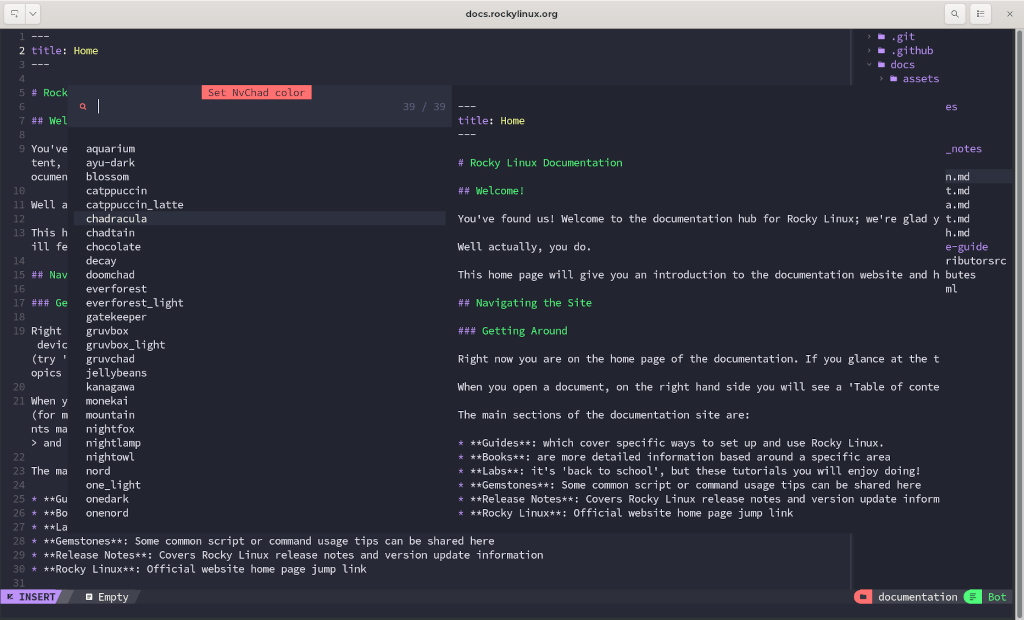 docs.rockylinux.org
1 ---
2 title: Home
3 ---
4
5 # Rock
6
7 ## Wel
8
9 You've
tent,
ocumen
10
11 Well a
12
13 This h
ill fe
14
15 ## Nav
16
17 ### Ge
18
19 Right
devic
(try '
opics
20
21 When y
(for m
nts ma
> and
22
23 The ma
24
25 * **Gu
26 * **Bo
27 * **La
28 * **Gemstones**: Some common script or command usage tips can be shared here
29 * **Release Notes**: Covers Rocky Linux release notes and version update information
30 * **Rocky Linux**: Official website home page jump link
31
Set NvChad color
39 / 39
aquarium
ayu-dark
blossom
catppuccin
catppuccin_latte
chadracula
chadtain
chocolate
decay
doomchad
everforest
everforest_light
gatekeeper
gruvbox
gruvbox_light
gruvchad
jellybeans
kanagawa
monekai
mountain
nightfox
nightlamp
nightowl
nord
one_light
onedark
onenord
---
title: Home
---
# Rocky Linux Documentation
## Welcome!
You've found us! Welcome to the documentation hub for Rocky Linux; we're glad y
Well actually, you do.
This home page will give you an introduction to the documentation website and h
## Navigating the Site
### Getting Around
Right now you are on the home page of the documentation. If you glance at the t
When you open a document, on the right hand side you will see a 'Table of conte
The main sections of the documentation site are:
* **Guides**: which cover specific ways to set up and use Rocky Linux.
* **Books**: are more detailed information based around a specific area
* **Labs**: it's 'back to school', but these tutorials you will enjoy doing!
* **Gemstones**: Some common script or command usage tips can be shared here
* **Release Notes**: Covers Rocky Linux release notes and version update inform
* **Rocky Linux**: Official website home page jump link
.git
.github
docs
assets
es
_notes
n.md
t.md
a.md
t.md
h.md
e-guide
ributorsrc
butes
ml
INSERT
Empty
documentation
Bot